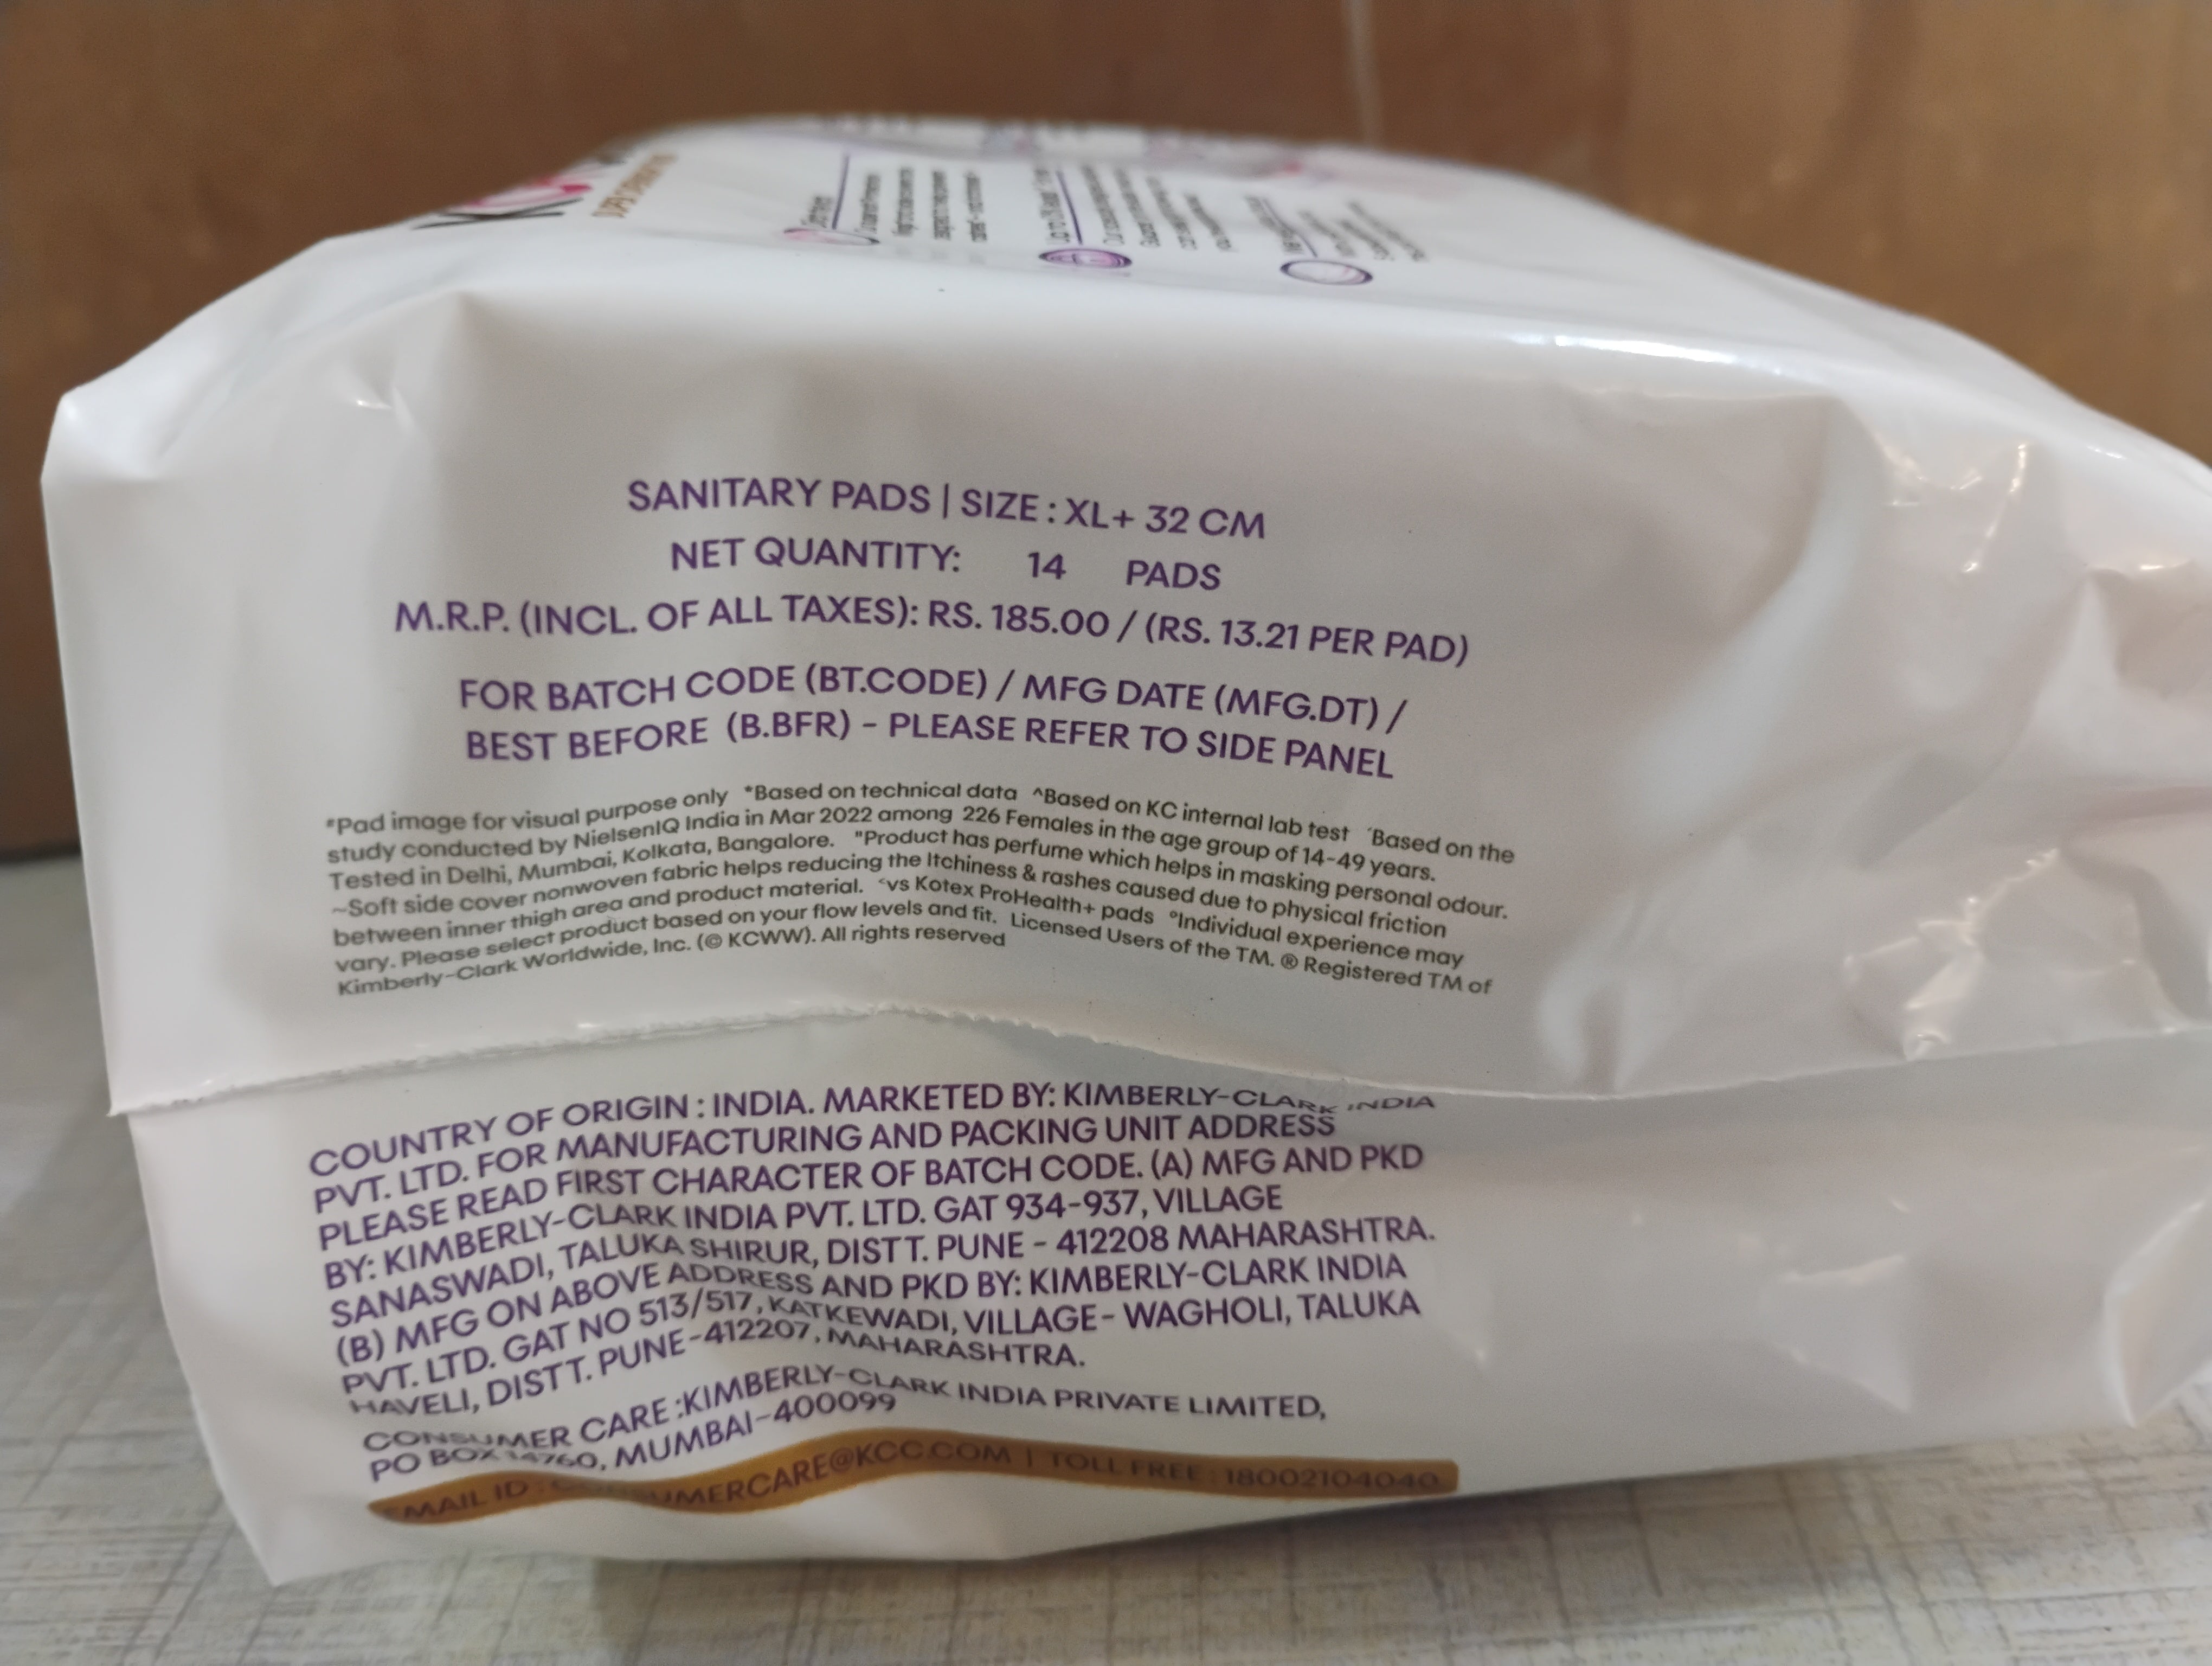 SANITARY PADS | SIZE : XL+ 32 CM
NET QUANTITY: 14 PADS
M.R.P. (INCL. OF ALL TAXES): RS. 185.00 / (RS. 13.21 PER PAD)
FOR BATCH CODE (BT.CODE) / MFG DATE (MFG.DT) /
BEST BEFORE (B.BFR) - PLEASE REFER TO SIDE PANEL
#Pad image for visual purpose only *Based on technical data ^Based on KC internal lab test ´Based on the
study conducted by NielsenIQ India in Mar 2022 among 226 Females in the age group of 14-49 years.
Tested in Delhi, Mumbai, Kolkata, Bangalore. "Product has perfume which helps in masking personal odour.
~Soft side cover nonwoven fabric helps reducing the Itchiness & rashes caused due to physical friction
between inner thigh area and product material. <vs Kotex ProHealth+ pads °Individual experience may
vary. Please select product based on your flow levels and fit. Licensed Users of the TM. ® Registered TM of
Kimberly-Clark Worldwide, Inc. (© KCWW). All rights reserved
COUNTRY OF ORIGIN : INDIA. MARKETED BY: KIMBERLY-CLARK INDIA
PVT. LTD. FOR MANUFACTURING AND PACKING UNIT ADDRESS
PLEASE READ FIRST CHARACTER OF BATCH CODE. (A) MFG AND PKD
BY: KIMBERLY-CLARK INDIA PVT. LTD. GAT 934-937, VILLAGE
SANASWADI, TALUKA SHIRUR, DISTT. PUNE - 412208 MAHARASHTRA.
(B) MFG ON ABOVE ADDRESS AND PKD BY: KIMBERLY-CLARK INDIA
PVT. LTD. GAT NO 513/517, KATKEWADI, VILLAGE- WAGHOLI, TALUKA
HAVELI, DISTT. PUNE-412207, MAHARASHTRA.
CONSUMER CARE :KIMBERLY-CLARK INDIA PRIVATE LIMITED,
PO BOX 14760, MUMBAI-400099
EMAIL ID : CONSUMERCARE@KCC.COM | TOLL FREE : 18002104040